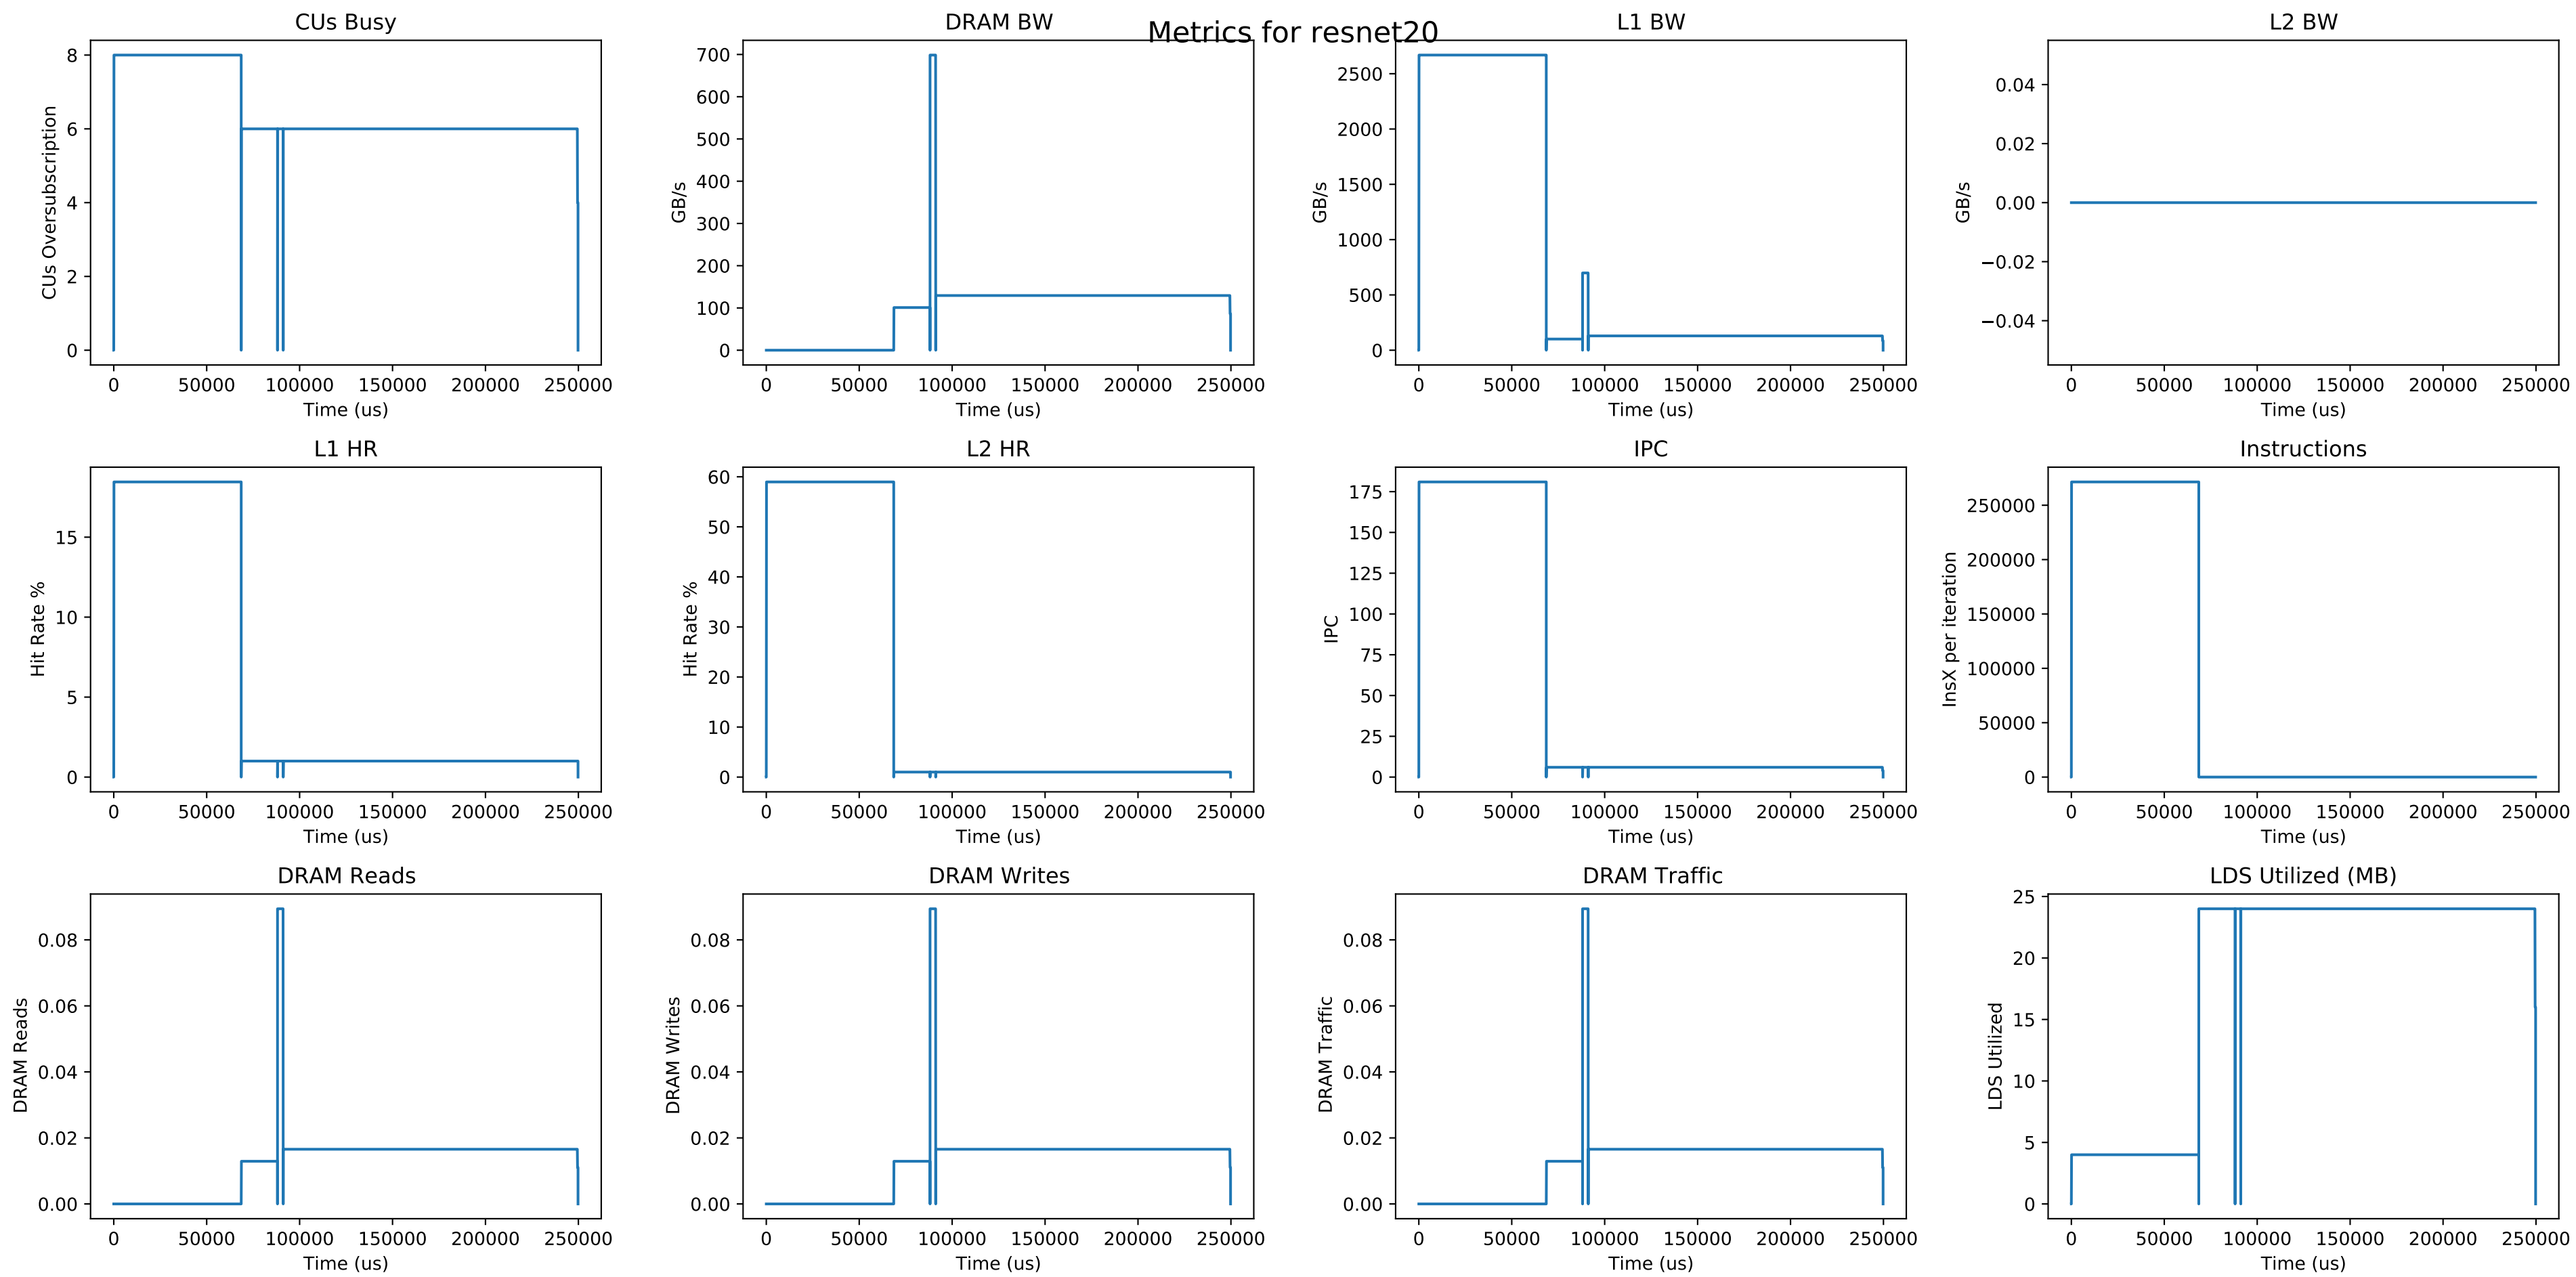 Metrics for resnet20
CUs Busy
CUs Oversubscription
8
6
4
2
0
0 50000 100000 150000 200000 250000
Time (us)
DRAM BW
GB/s
700
600
500
400
300
200
100
0
0 50000 100000 150000 200000 250000
Time (us)
L1 BW
GB/s
2500
2000
1500
1000
500
0
0 50000 100000 150000 200000 250000
Time (us)
L2 BW
GB/s
0.04
0.02
0.00
−0.02
−0.04
0 50000 100000 150000 200000 250000
Time (us)
L1 HR
Hit Rate %
15
10
5
0
0 50000 100000 150000 200000 250000
Time (us)
L2 HR
Hit Rate %
60
50
40
30
20
10
0
0 50000 100000 150000 200000 250000
Time (us)
IPC
IPC
175
150
125
100
75
50
25
0
0 50000 100000 150000 200000 250000
Time (us)
Instructions
InsX per iteration
250000
200000
150000
100000
50000
0
0 50000 100000 150000 200000 250000
Time (us)
DRAM Reads
DRAM Reads
0.08
0.06
0.04
0.02
0.00
0 50000 100000 150000 200000 250000
Time (us)
DRAM Writes
DRAM Writes
0.08
0.06
0.04
0.02
0.00
0 50000 100000 150000 200000 250000
Time (us)
DRAM Traffic
DRAM Traffic
0.08
0.06
0.04
0.02
0.00
0 50000 100000 150000 200000 250000
Time (us)
LDS Utilized (MB)
LDS Utilized
25
20
15
10
5
0
0 50000 100000 150000 200000 250000
Time (us)